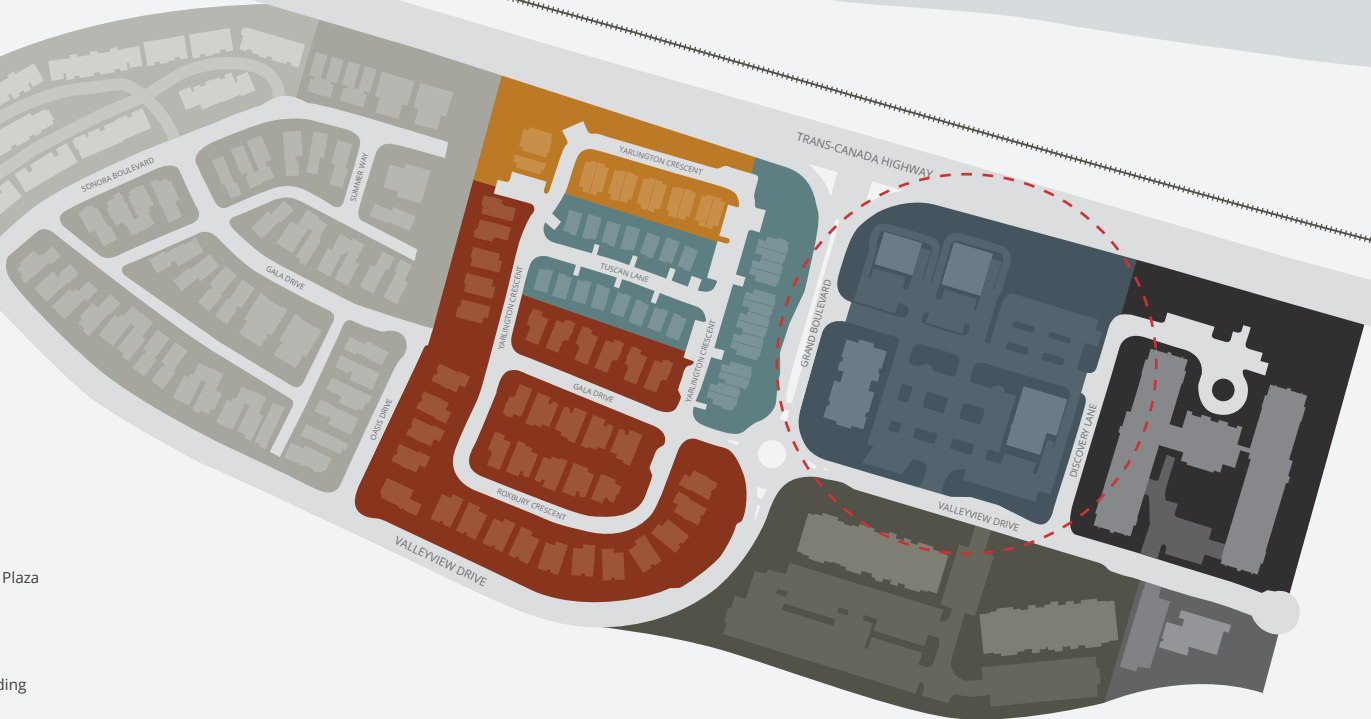 TRANS-CANADA HIGHWAY
YARLINGTON CRESCENT
SONORA BOULEVARD
SUMMER WAY
GALA DRIVE
TUSCAN LANE
YARLINGTON CRESCENT
GRAND BOULEVARD
YARLINGTON CRESCENT
GALA DRIVE
OASIS DRIVE
DISCOVERY LANE
ROXBURY CRESCENT
VALLEYVIEW DRIVE
VALLEYVIEW DRIVE
Plaza
ding